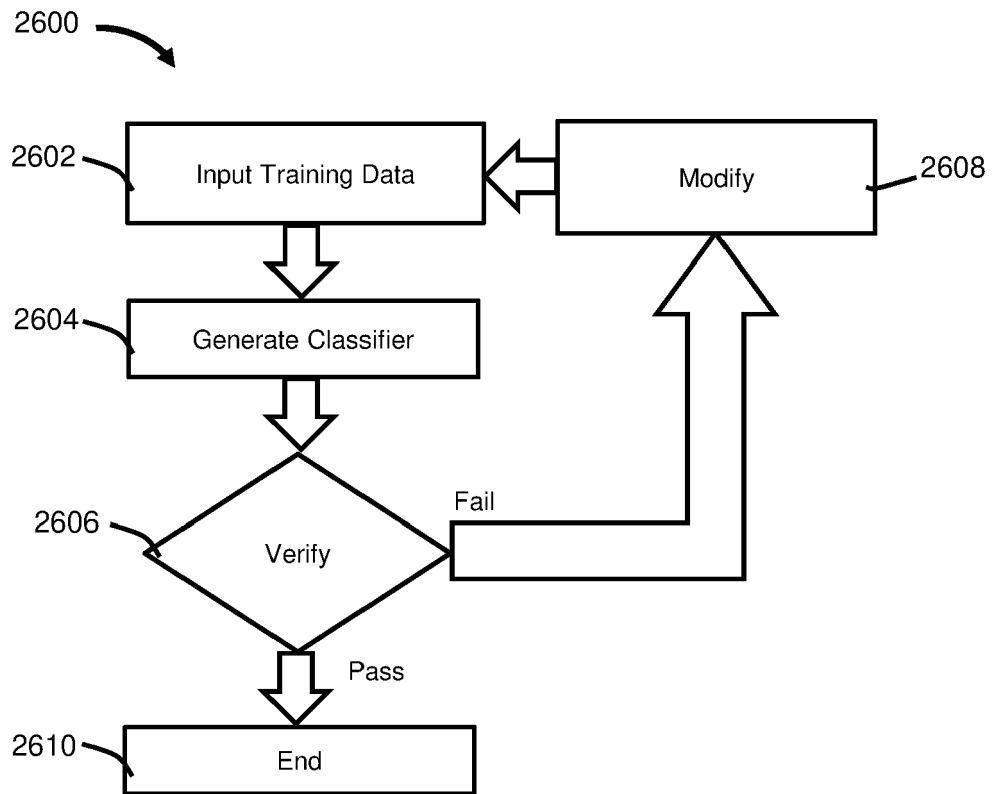 2600
2602
Input Training Data
Modify
2608
2604
Generate Classifier
Fail
2606
Verify
Pass
2610
End